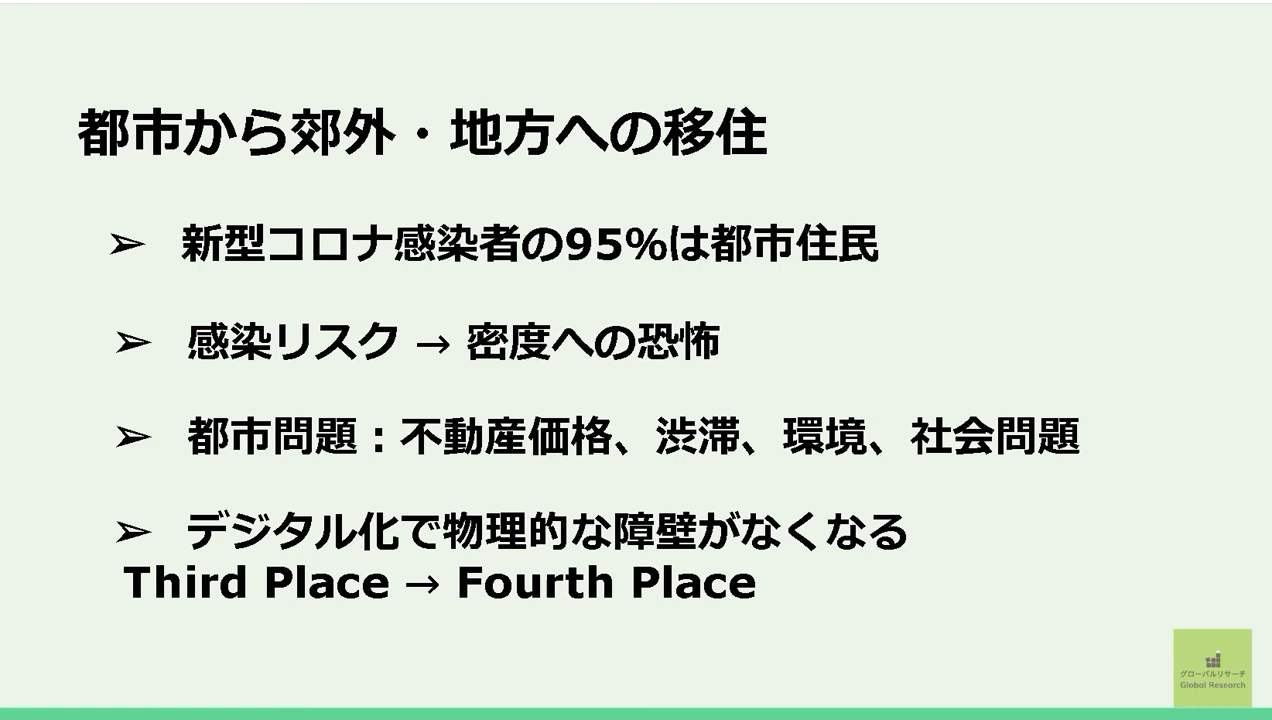 都市から郊外・地方への移住
➢ 新型コロナ感染者の95%は都市住民
➢ 感染リスク → 密度への恐怖
➢ 都市問題：不動産価格、渋滞、環境、社会問題
➢ デジタル化で物理的な障壁がなくなる
Third Place → Fourth Place
グローバルリサーチ
Global Research